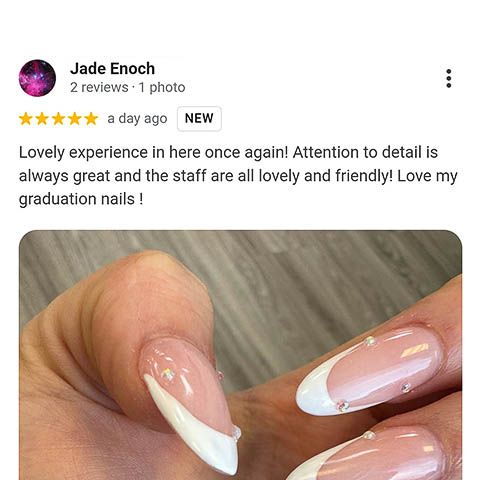 Jade Enoch
2 reviews · 1 photo
a day ago NEW
Lovely experience in here once again! Attention to detail is
always great and the staff are all lovely and friendly! Love my
graduation nails !